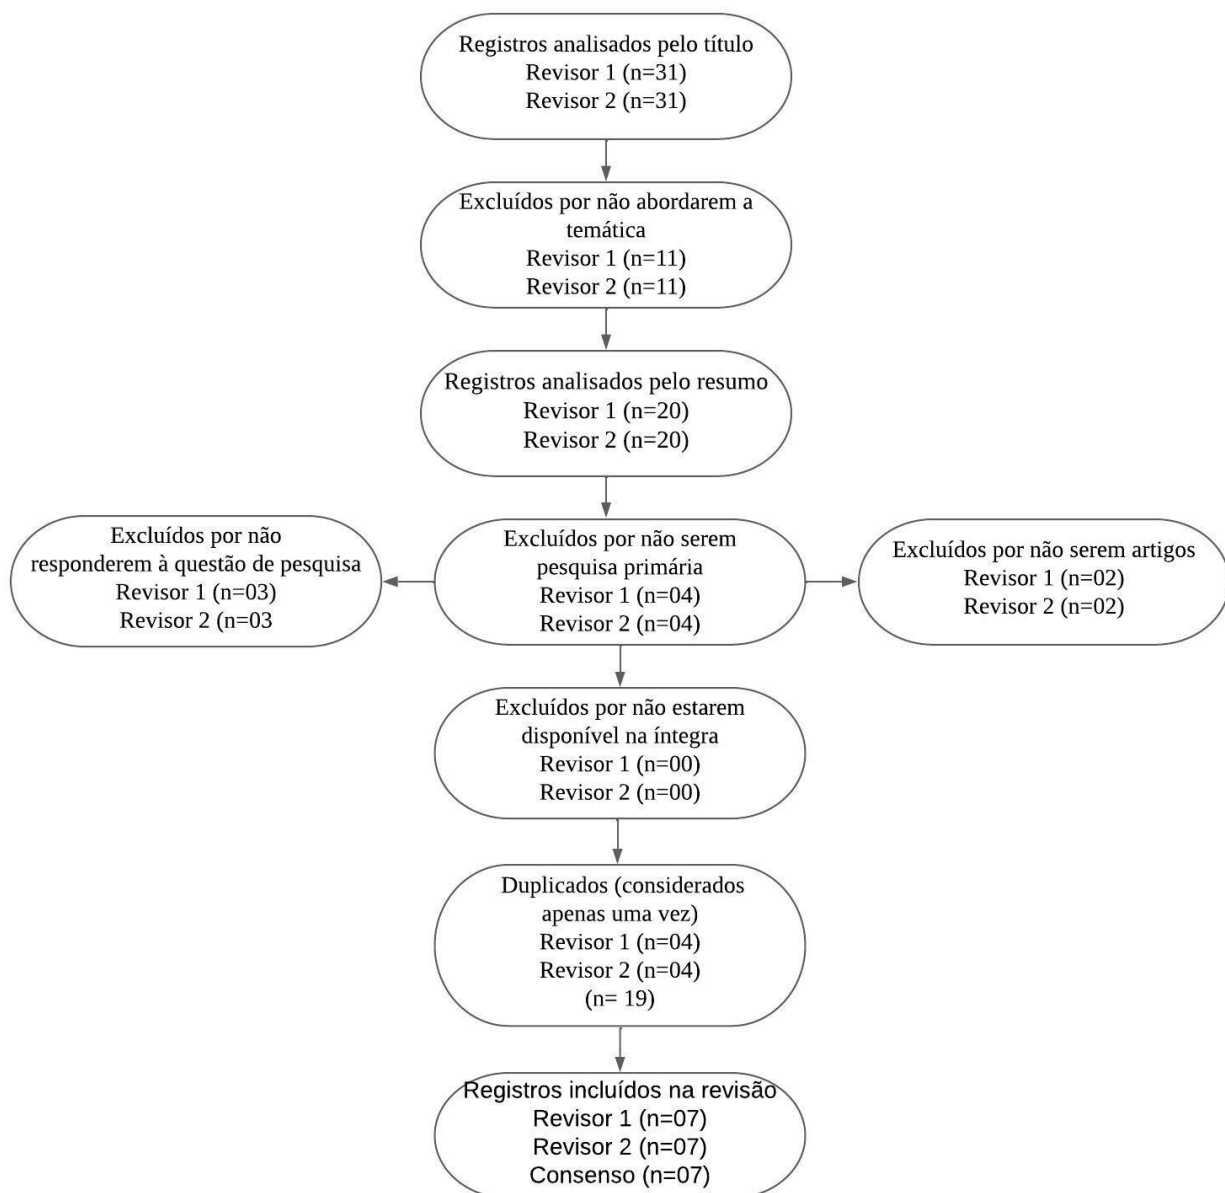 Registros analisados pelo título
Revisor 1 (n=31)
Revisor 2 (n=31)
Excluídos por não abordarem a
temática
Revisor 1 (n=11)
Revisor 2 (n=11)
Registros analisados pelo resumo
Revisor 1 (n=20)
Revisor 2 (n=20)
Excluídos por não
responderem à questão de pesquisa
Revisor 1 (n=03)
Revisor 2 (n=03
Excluídos por não serem
pesquisa primária
Revisor 1 (n=04)
Revisor 2 (n=04)
Excluídos por não serem artigos
Revisor 1 (n=02)
Revisor 2 (n=02)
Excluídos por não estarem
disponível na íntegra
Revisor 1 (n=00)
Revisor 2 (n=00)
Duplicados (considerados
apenas uma vez)
Revisor 1 (n=04)
Revisor 2 (n=04)
(n= 19)
Registros incluídos na revisão
Revisor 1 (n=07)
Revisor 2 (n=07)
Consenso (n=07)